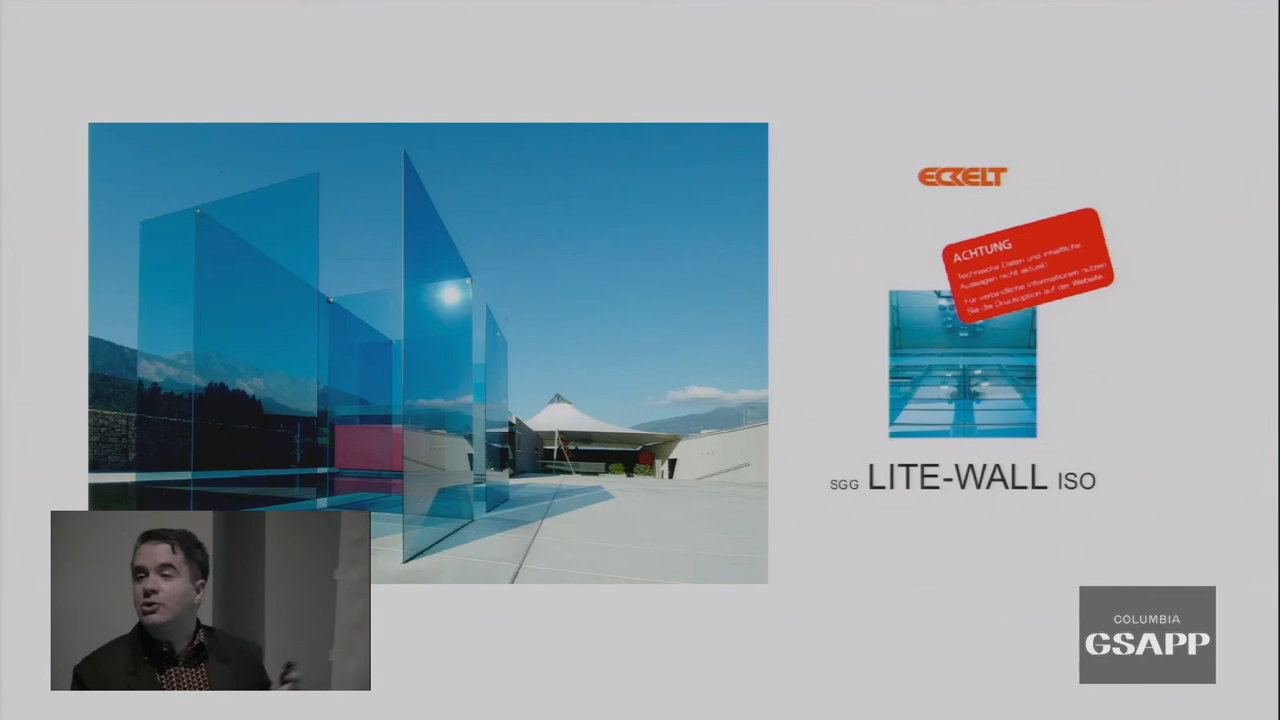 ECKELT
ACHTUNG
Technische Daten und inhaltliche
Aussagen nicht aktuell!
Für verbindliche Informationen nutzen
Sie die Druckoption auf der Website.
SGG LITE-WALL ISO
COLUMBIA
GSAPP